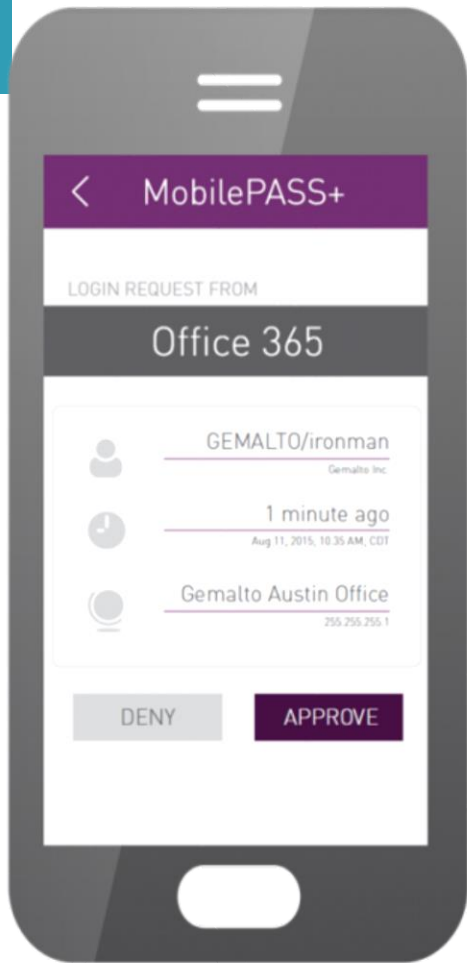 MobilePASS+
LOGIN REQUEST FROM
Office 365
GEMALTO/ironman
Gemalto Inc
1 minute ago
Aug 11, 2015, 10:35 AM, CDT
Gemalto Austin Office
255.255.255.1
DENY
APPROVE